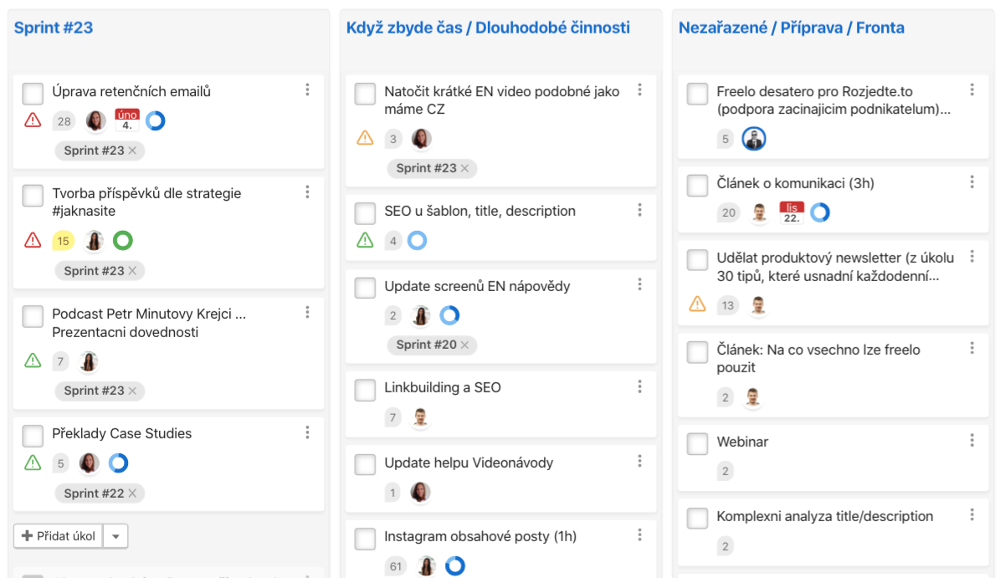 Sprint #23
Úprava retenčních emailů
28
úno
4.
Sprint #23
Tvorba příspěvků dle strategie
#jaknasite
15
Sprint #23
Podcast Petr Minutovy Krejci ...
Prezentacni dovednosti
7
Sprint #23
Překlady Case Studies
5
Sprint #22
Přidat úkol
Když zbyde čas / Dlouhodobé činnosti
Natočit krátké EN video podobné jako
máme CZ
3
Sprint #23
SEO u šablon, title, description
4
Update screenů EN nápovědy
2
Sprint #20
Linkbuilding a SEO
7
Update helpu Videonávody
1
Instagram obsahové posty (1h)
61
Nezařazené / Příprava / Fronta
Freelo desatero pro Rozjedte.to
(podpora zacinajicim podnikatelum)...
5
Článek o komunikaci (3h)
20
lis
22.
Udělat produktový newsletter (z úkolu
30 tipů, které usnadní každodenní...
13
Článek: Na co vsechno lze freelo
pouzit
2
Webinar
2
Komplexni analyza title/description
2